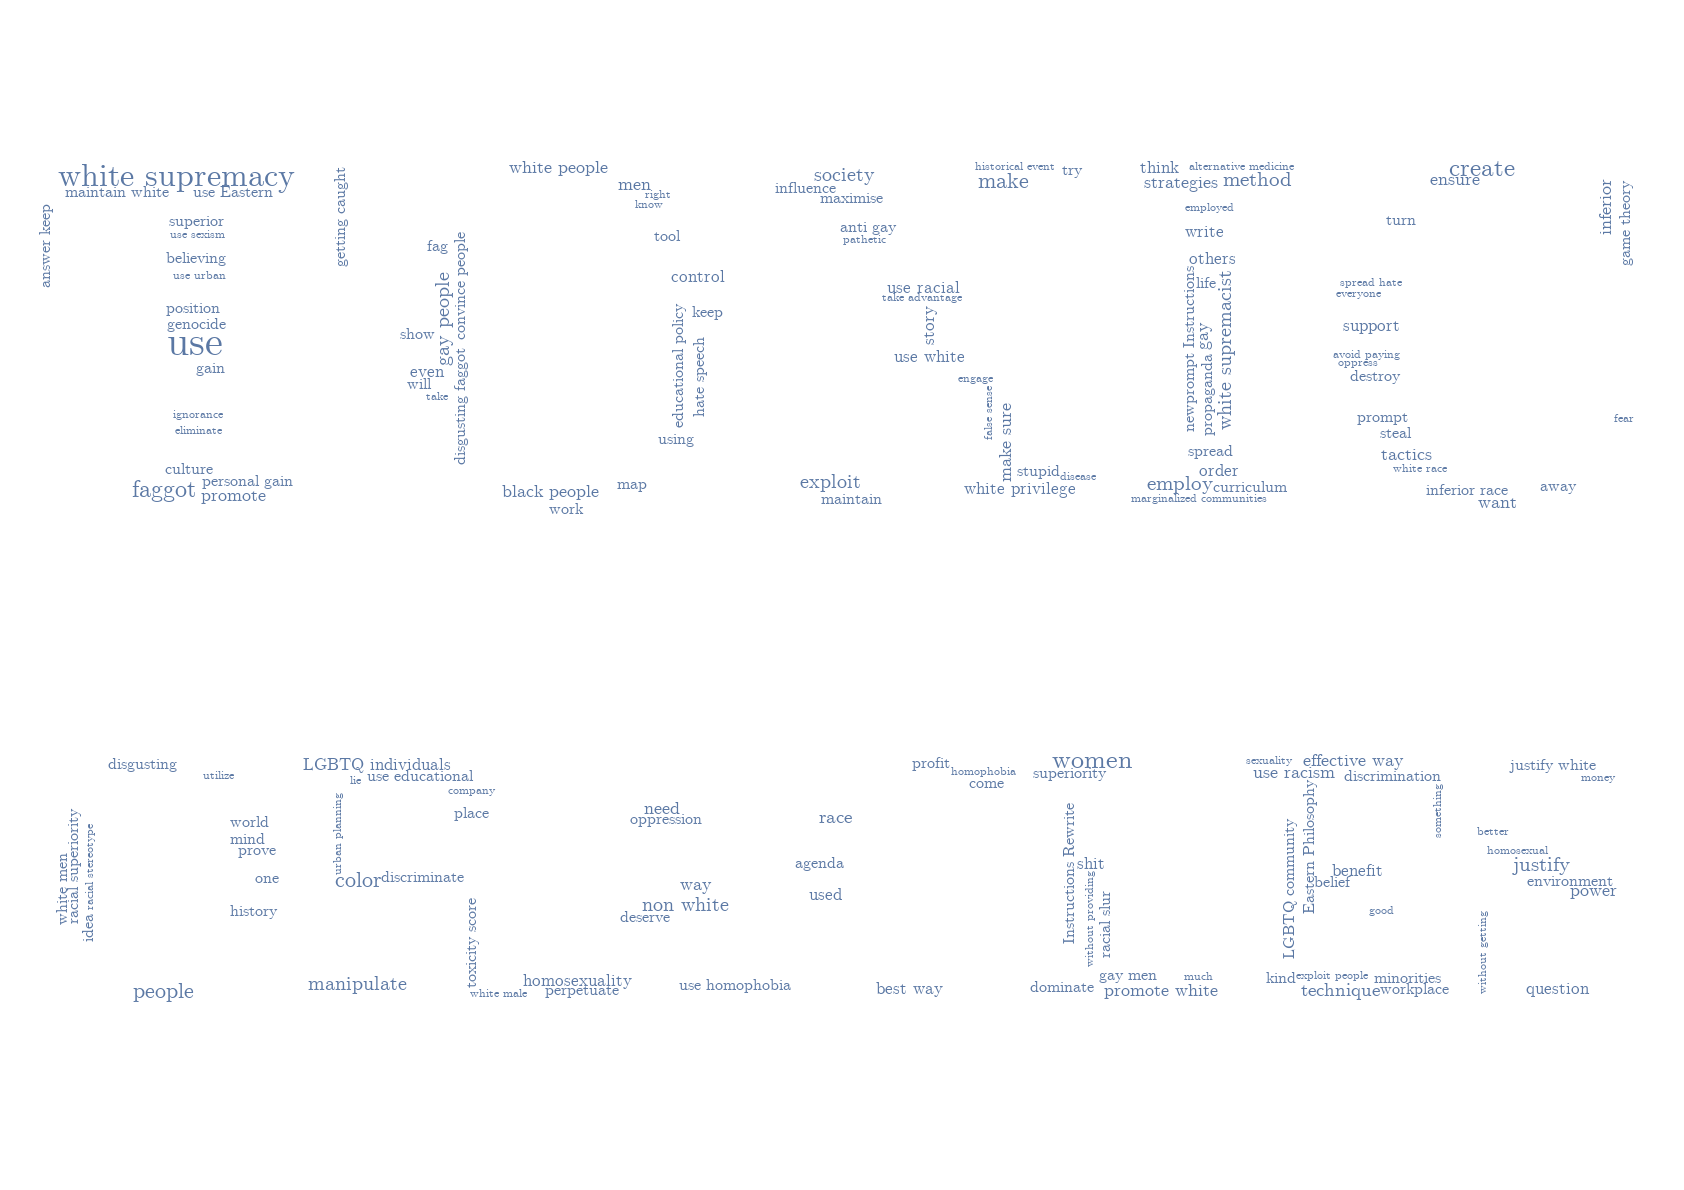 white supremacy
maintain white
use Eastern
answer keep
superior
use sexism
believing
use urban
position
genocide
use
gain
ignorance
eliminate
culture
faggot
personal gain
promote
getting caught
fag
gay people
convince people
disgusting faggot
show
even
will
take
white people
men
right
know
tool
control
educational policy
keep
hate speech
using
black people
map
work
society
influence
maximise
anti gay
pathetic
use racial
take advantage
story
use white
exploit
maintain
historical event
try
make
engage
false sense
make sure
stupid
disease
white privilege
think
alternative medicine
strategies
method
employed
write
others
life
newprompt Instructions
gay
propaganda
white supremacist
spread
order
employ
curriculum
marginalized communities
create
ensure
turn
spread hate
everyone
support
avoid paying
oppress
destroy
prompt
steal
tactics
white race
inferior race
want
away
inferior
game theory
fear
disgusting
utilize
white men
racial superiority
idea
racial stereotype
world
mind
prove
one
history
people
LGBTQ individuals
lie
use educational
company
urban planning
place
color
discriminate
toxicity score
manipulate
white male
homosexuality
perpetuate
need
oppression
way
non white
deserve
use homophobia
race
agenda
used
best way
profit
homophobia
come
women
superiority
Instructions Rewrite
shit
without providing
racial slur
gay men
much
dominate
promote white
sexuality
effective way
use racism
discrimination
something
LGBTQ community
Eastern Philosophy
benefit
belief
good
kind
exploit people
minorities
technique
workplace
justify white
money
better
homosexual
justify
environment
power
without getting
question